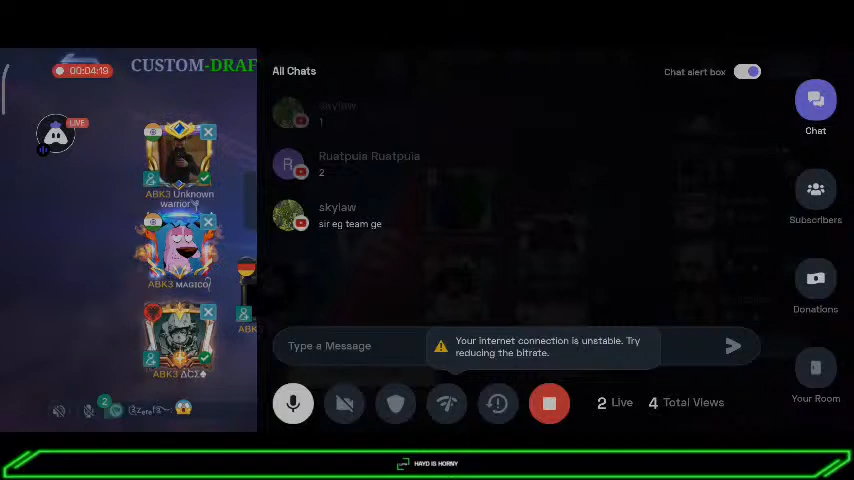 00:04:19
CUSTOM-DRAF
LIVE
ABK3 Unknown
warrior
ABK3 MAGICO
ABK3 ΔCΣ♠
2
All Chats
Chat alert box
skylaw
1
R
Ruatpuia Ruatpuia
2
skylaw
sir eg team ge
Type a Message
Your internet connection is unstable. Try
reducing the bitrate.
2 Live 4 Total Views
Chat
Subscribers
Donations
Your Room
HAYD IS HORNY